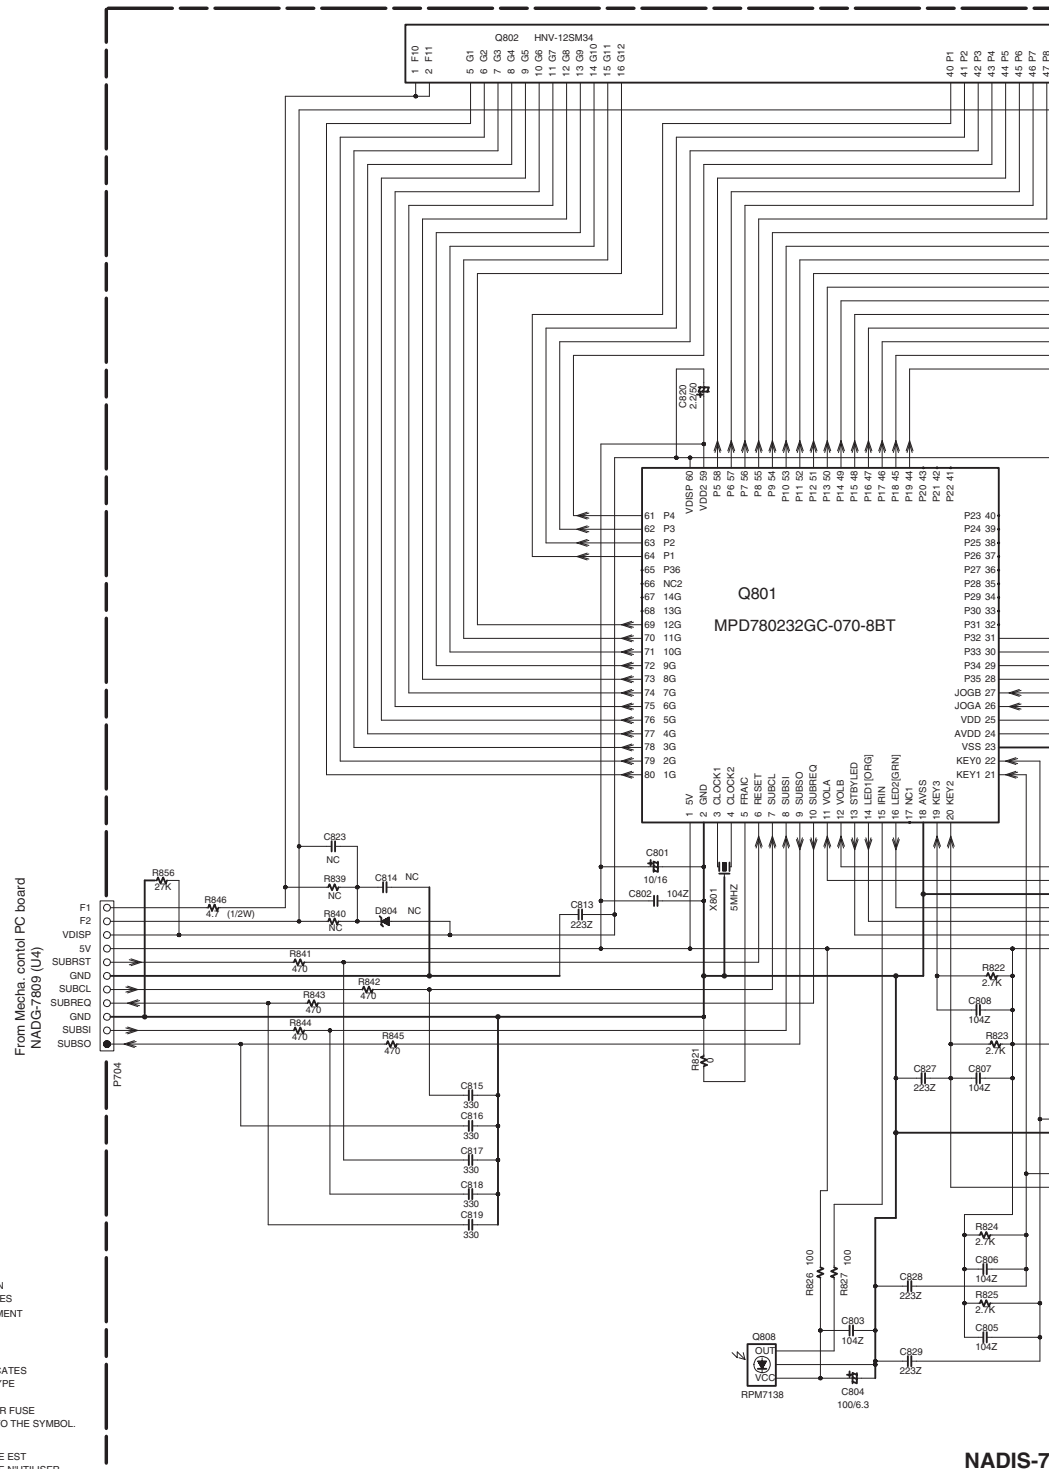 Q802 HNV-12SM34
1 F10
2 F11
5 G1
6 G2
7 G3
8 G4
9 G5
10 G6
11 G7
12 G8
13 G9
14 G10
15 G11
16 G12
40 P1
41 P2
42 P3
43 P4
44 P5
45 P6
46 P7
47 P8
C820
2.2/50
VDISP 60
VDD2 59
P5 58
P6 57
P7 56
P8 55
P9 54
P10 53
P11 52
P12 51
P13 50
P14 49
P15 48
P16 47
P17 46
P18 45
P19 44
P20 43
P21 42
P22 41
61 P4
62 P3
63 P2
64 P1
65 P36
66 NC2
67 14G
68 13G
69 12G
70 11G
71 10G
72 9G
73 8G
74 7G
75 6G
76 5G
77 4G
78 3G
79 2G
80 1G
Q801
MPD780232GC-070-8BT
P23 40
P24 39
P25 38
P26 37
P27 36
P28 35
P29 34
P30 33
P31 32
P32 31
P33 30
P34 29
P35 28
JOGB 27
JOGA 26
VDD 25
AVDD 24
VSS 23
KEY0 22
KEY1 21
1 5V
2 GND
3 CLOCK1
4 CLOCK2
5 FRAIC
6 RESET
7 SUBCL
8 SUBSI
9 SUBSO
10 SUBREQ
11 VOLA
12 VOLB
13 STBYLED
14 LED1[ORG]
15 IRIN
16 LED2[GRN]
17 NC1
18 AVSS
19 KEY3
20 KEY2
C823
NC
R839
NC
C814 NC
R840
NC
D804 NC
R856
27K
R846
4.7 (1/2W)
C801
10/16
C802 104Z
X801
5MHZ
C813
223Z
From Mecha. contol PC board
NADG-7809 (U4)
F1
F2
VDISP
5V
SUBRST
GND
SUBCL
SUBREQ
GND
SUBSI
SUBSO
P704
R841
470
R842
470
R843
470
R844
470
R845
470
R821
0
C815
330
C816
330
C817
330
C818
330
C819
330
R822
2.7K
C808
104Z
R823
2.7K
C827
223Z
C807
104Z
R824
2.7K
C806
104Z
R825
2.7K
C805
104Z
C828
223Z
C829
223Z
R826 100
R827 100
C803
104Z
Q808
OUT
VCC
RPM7138
C804
100/6.3
N
ES
MENT
CATES
YPE
R FUSE
O THE SYMBOL.
E EST
NADIS-7